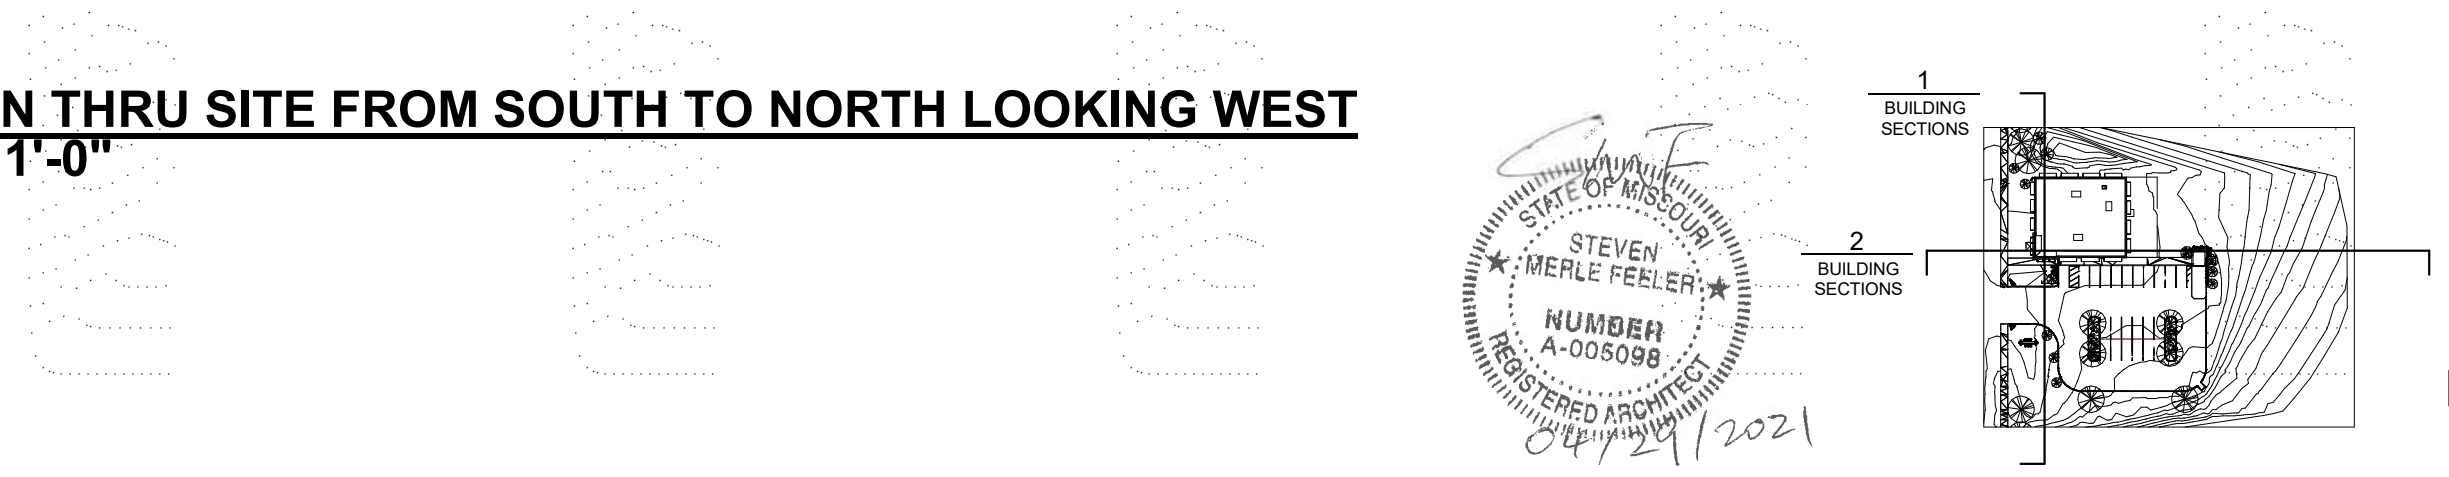 N THRU SITE FROM SOUTH TO NORTH LOOKING WEST
1'-0"
STATE OF MISSOURI
STEVEN
MERLE FEELER
NUMBER
A-005098
REGISTERED ARCHITECT
04/29/2021
1
BUILDING
SECTIONS
2
BUILDING
SECTIONS